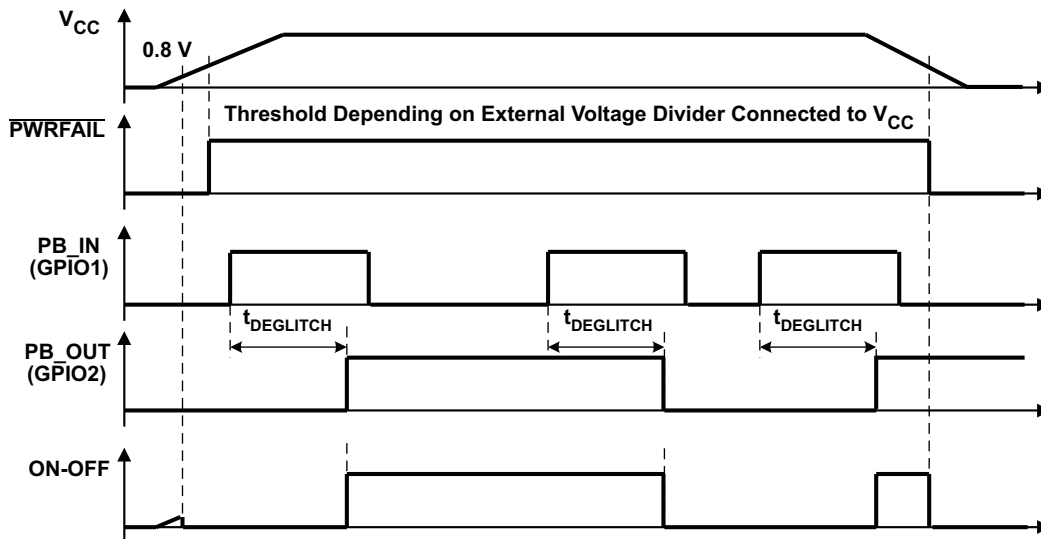 VCC
0.8 V
Threshold Depending on External Voltage Divider Connected to VCC
PWRFAIL
PB_IN
(GPIO1)
tDEGLITCH
tDEGLITCH
tDEGLITCH
PB_OUT
(GPIO2)
ON-OFF